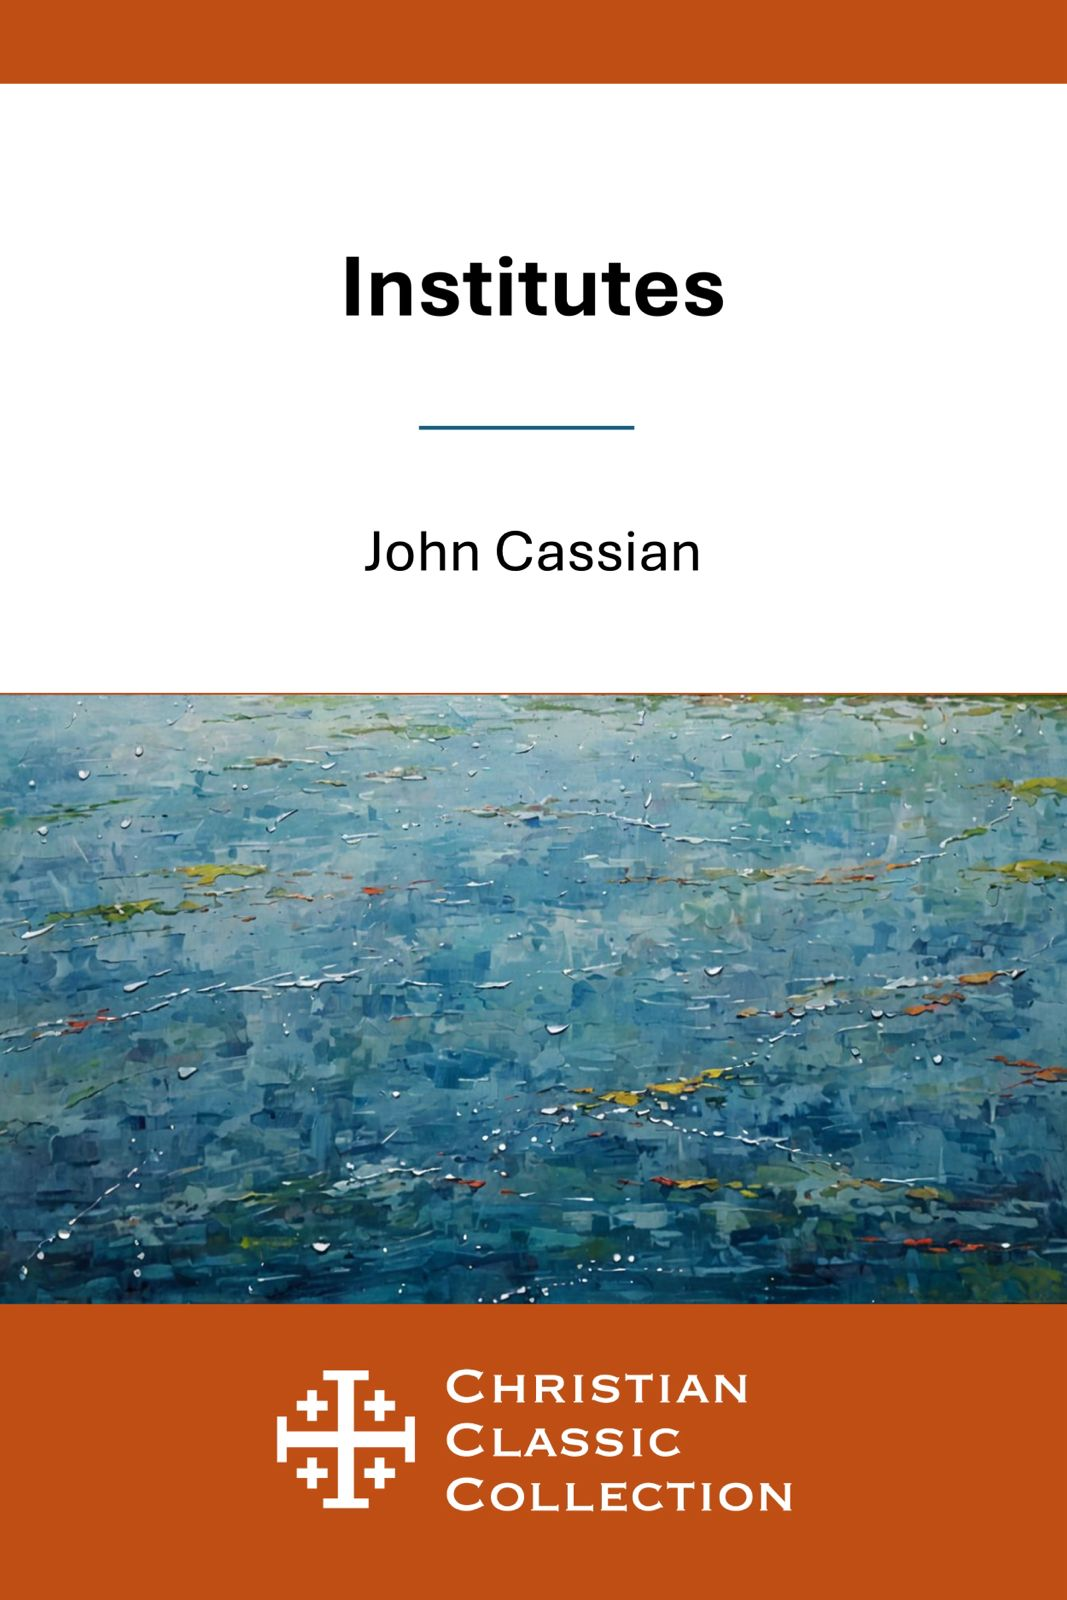 Institutes
John Cassian
Christian
Classic
Collection